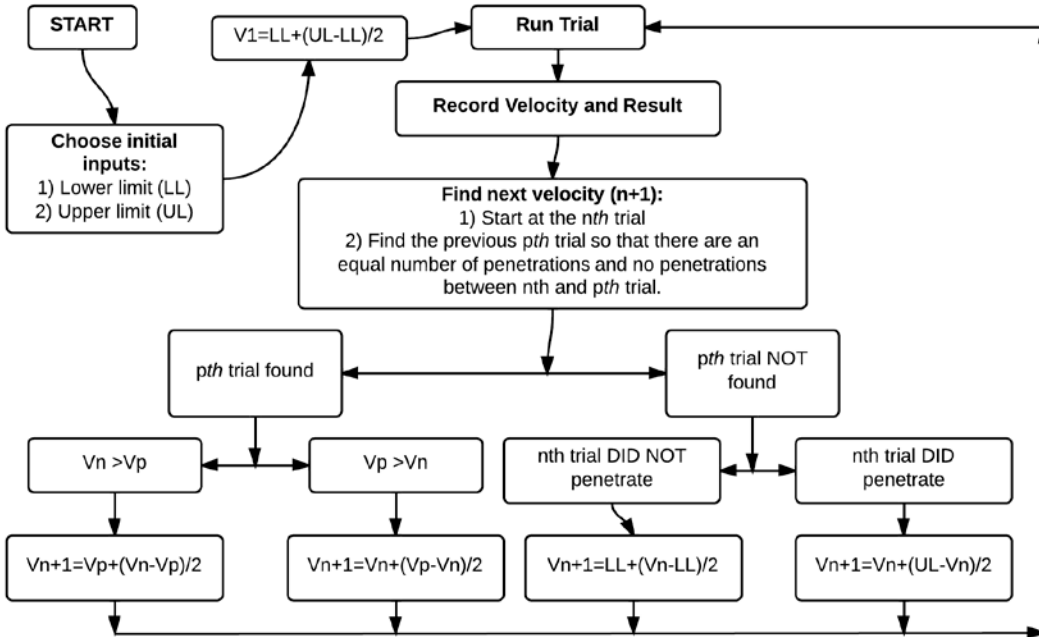 START
V1=LL+(UL-LL)/2
Run Trial
Record Velocity and Result
Choose initial
inputs:
1) Lower limit (LL)
2) Upper limit (UL)
Find next velocity (n+1):
1) Start at the nth trial
2) Find the previous pth trial so that there are an
equal number of penetrations and no penetrations
between nth and pth trial.
pth trial found
pth trial NOT
found
Vn >Vp
Vp >Vn
nth trial DID NOT
penetrate
nth trial DID
penetrate
Vn+1=Vp+(Vn-Vp)/2
Vn+1=Vn+(Vp-Vn)/2
Vn+1=LL+(Vn-LL)/2
Vn+1=Vn+(UL-Vn)/2